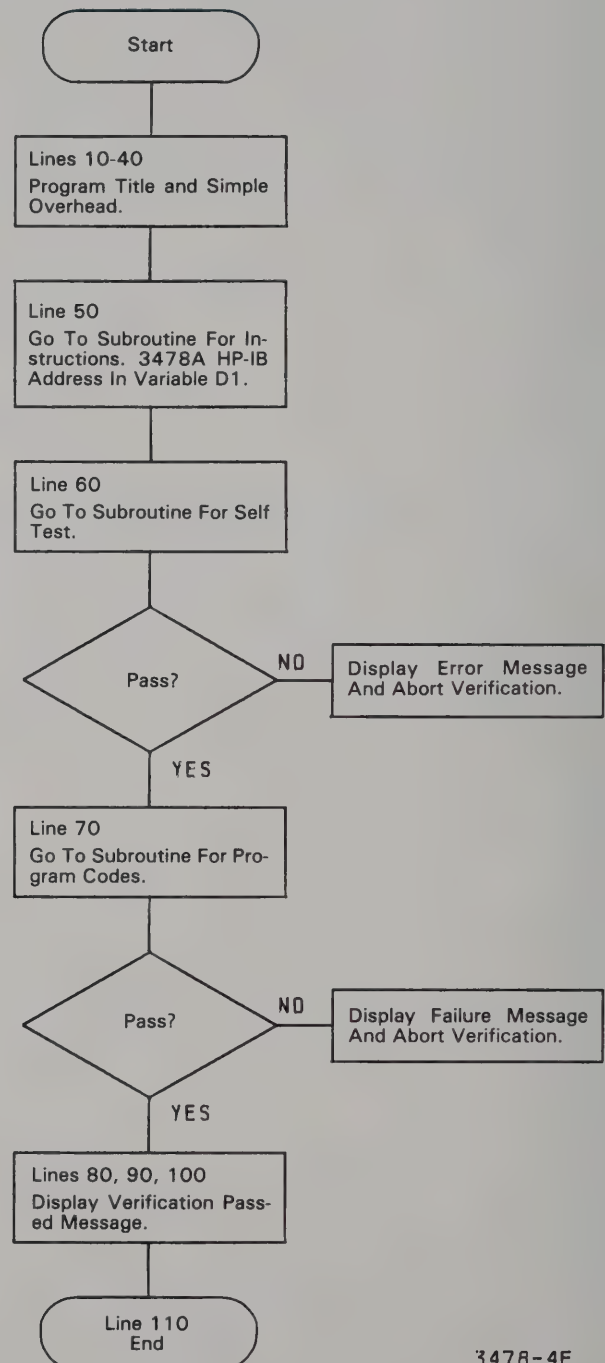 Start
Lines 10-40
Program Title and Simple
Overhead.
Line 50
Go To Subroutine For In-
structions. 3478A HP-IB
Address In Variable D1.
Line 60
Go To Subroutine For Self
Test.
Pass?
NO
Display Error Message
And Abort Verification.
YES
Line 70
Go To Subroutine For Pro-
gram Codes.
Pass?
NO
Display Failure Message
And Abort Verification.
YES
Lines 80, 90, 100
Display Verification Pass-
ed Message.
Line 110
End
3478-4F